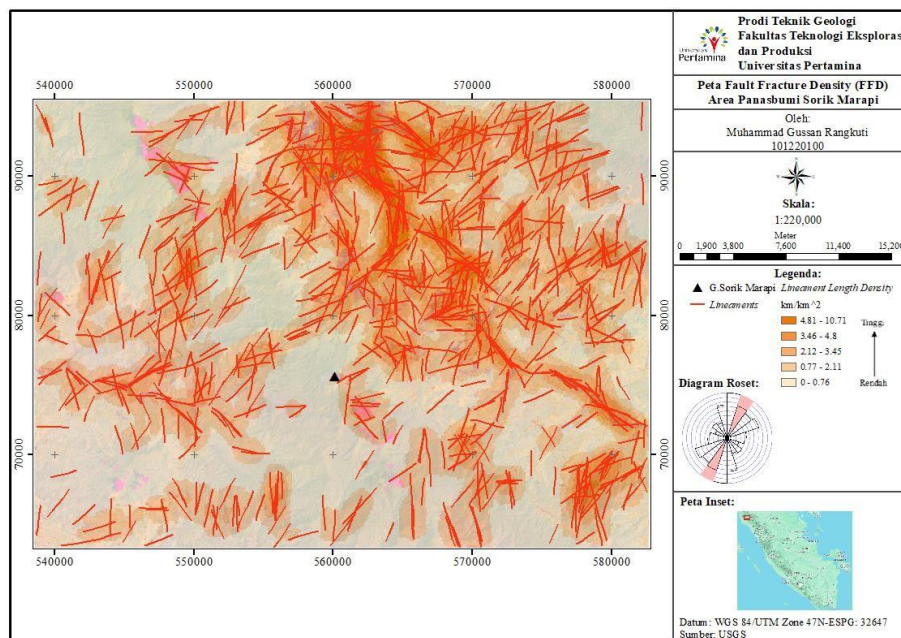 Universitas
Pertamina
Prodi Teknik Geologi
Fakultas Teknologi Eksploras
dan Produksi
Universitas Pertamina
Peta Fault Fracture Density (FFD)
Area Panasbumi Sorik Marapi
Oleh:
Muhammad Gussan Rangkuti
101220100
Skala:
1:220,000
Meter
0 1,900 3,800 7,600 11,400 15,200
Legenda:
G.Sorik Marapi
Lineaments
Lineament Length Density
km/km^2
4.81 - 10.71
3.46 - 4.8
2.12 - 3.45
0.77 - 2.11
0 - 0.76
Tinggi
Rendah
Diagram Roset:
Peta Inset:
Datum : WGS 84/UTM Zone 47N-ESPG: 32647
Sumber: USGS
540000 550000 560000 570000 580000
90000
80000
70000
90000
80000
70000
540000 550000 560000 570000 580000